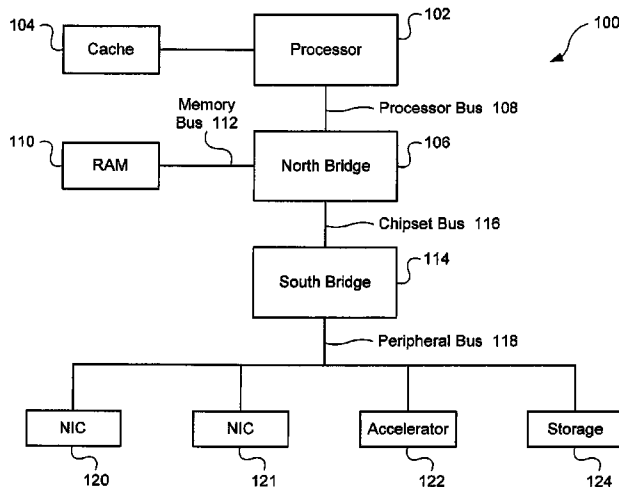 102
104
Cache
Processor
100
Processor Bus 108
Memory
Bus 112
110
RAM
106
North Bridge
Chipset Bus 116
114
South Bridge
Peripheral Bus 118
NIC
NIC
Accelerator
Storage
120
121
122
124